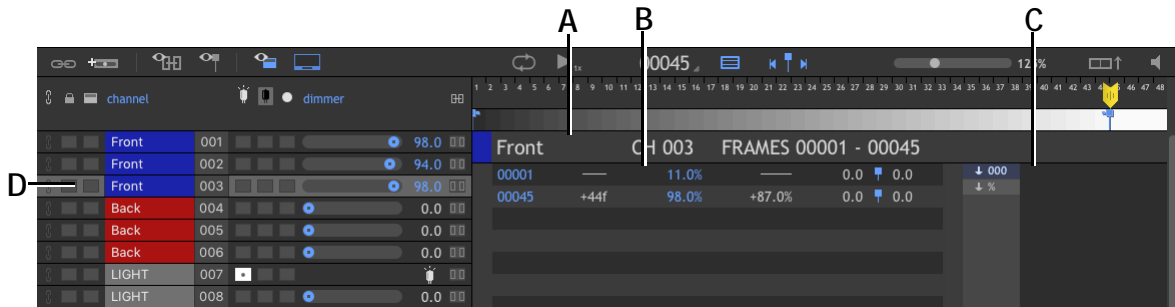 A B C
1x 00045
channel dimmer
1 2 3 4 5 6 7 8 9 10 11 12 13 14 15 16 17 18 19 20 21 22 23 24 25 26 27 28 29 30 31 32 33 34 35 36 37 38 39 40 41 42 43 46 47 48
Front 001 98.0
Front CH 003 FRAMES 00001 - 00045
Front 002 94.0
00001 —— 11.0% —— 0.0 0.0 ↓ 000
D Front 003 98.0
00045 +44f 98.0% +87.0% 0.0 0.0 ↓ %
Back 004 0.0
Back 005 0.0
Back 006 0.0
LIGHT 007
LIGHT 008 0.0